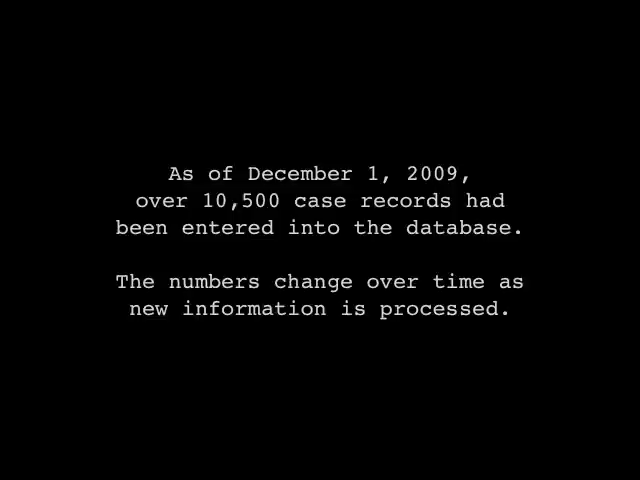 As of December 1, 2009,
over 10,500 case records had
been entered into the database.
The numbers change over time as
new information is processed.